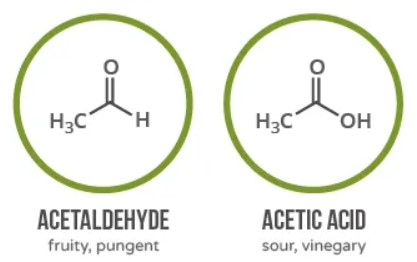 O
H₃C
H
ACETALDEHYDE
fruity, pungent
O
H₃C
OH
ACETIC ACID
sour, vinegary